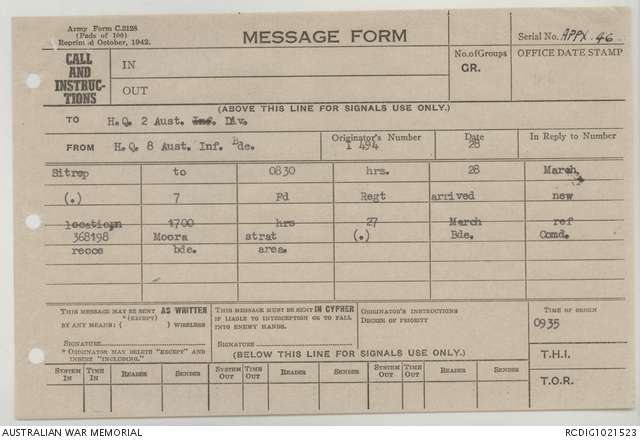 Army Form C.2128
(Pads of 100)
Reprinted October, 1942.
MESSAGE FORM
Serial No. APPX. 46
CALL AND INSTRUCTIONS
IN
OUT
No. of Groups
GR.
OFFICE DATE STAMP
(ABOVE THIS LINE FOR SIGNALS USE ONLY.)
TO H.Q. 2 Aust. Inf. Div.
FROM H.Q. 8 Aust. Inf. Bde.
Originator's Number
I 494
Date
28
In Reply to Number
Sitrep to 0830 hrs. 28 March
(.) 7 Fd Regt arrived new
location 1700 hrs 27 March ref
368198 Moora strat (.) Bde. Comd.
recce bde. area.
THIS MESSAGE MAY BE SENT AS WRITTEN
*(EXCEPT)
BY ANY MEANS: ( ) WIRELESS
SIGNATURE
*ORIGINATOR MAY DELETE "EXCEPT" AND
INSERT "INCLUDING."
THIS MESSAGE MUST BE SENT IN CYPHER
IF LIABLE TO INTERCEPTION OR TO FALL
INTO ENEMY HANDS.
SIGNATURE
ORIGINATOR'S INSTRUCTIONS
DEGREE OF PRIORITY
TIME OF ORIGIN
0935
(BELOW THIS LINE FOR SIGNALS USE ONLY.)
T.H.I.
T.O.R.
SYSTEM IN TIME IN READER SENDER SYSTEM OUT TIME OUT READER SENDER SYSTEM OUT TIME OUT READER SENDER
AUSTRALIAN WAR MEMORIAL
RCDIG1021523